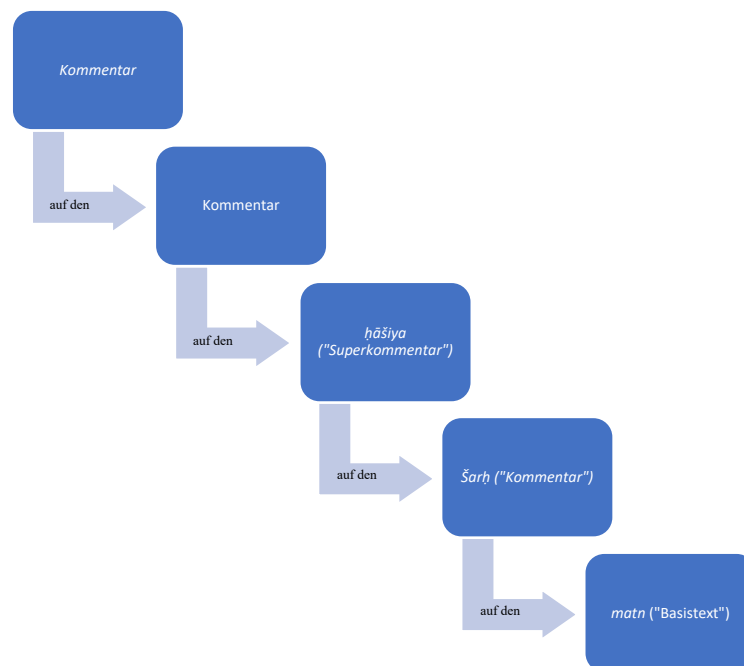 Kommentar
auf den
Kommentar
auf den
ḥāšiya
("Superkommentar")
auf den
Šarḥ ("Kommentar")
auf den
matn ("Basistext")